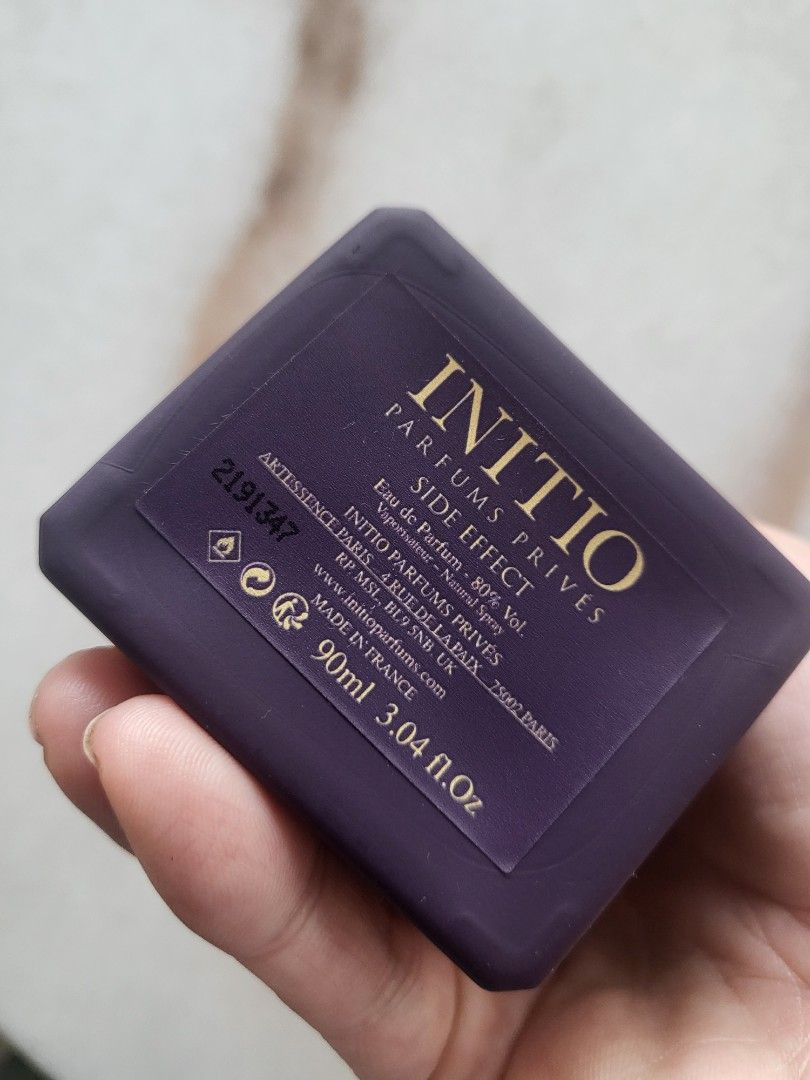 INITIO
PARFUMS PRIVÉS
SIDE EFFECT
Eau de Parfum - 80% Vol.
Vaporisateur - Natural Spray
INITIO PARFUMS PRIVÉS
ARTESSENCE PARIS 4 RUE DE LA PAIX 75002 PARIS
RP MSL BU9 5NB UK
www.initioparfums.com
MADE IN FRANCE
90ml 3.04 fl.Oz
2191347